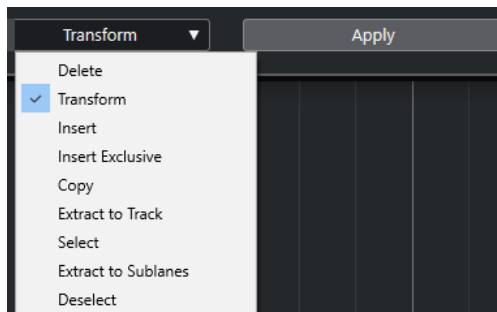 Transform
Apply
Delete
Transform
Insert
Insert Exclusive
Copy
Extract to Track
Select
Extract to Sublanes
Deselect